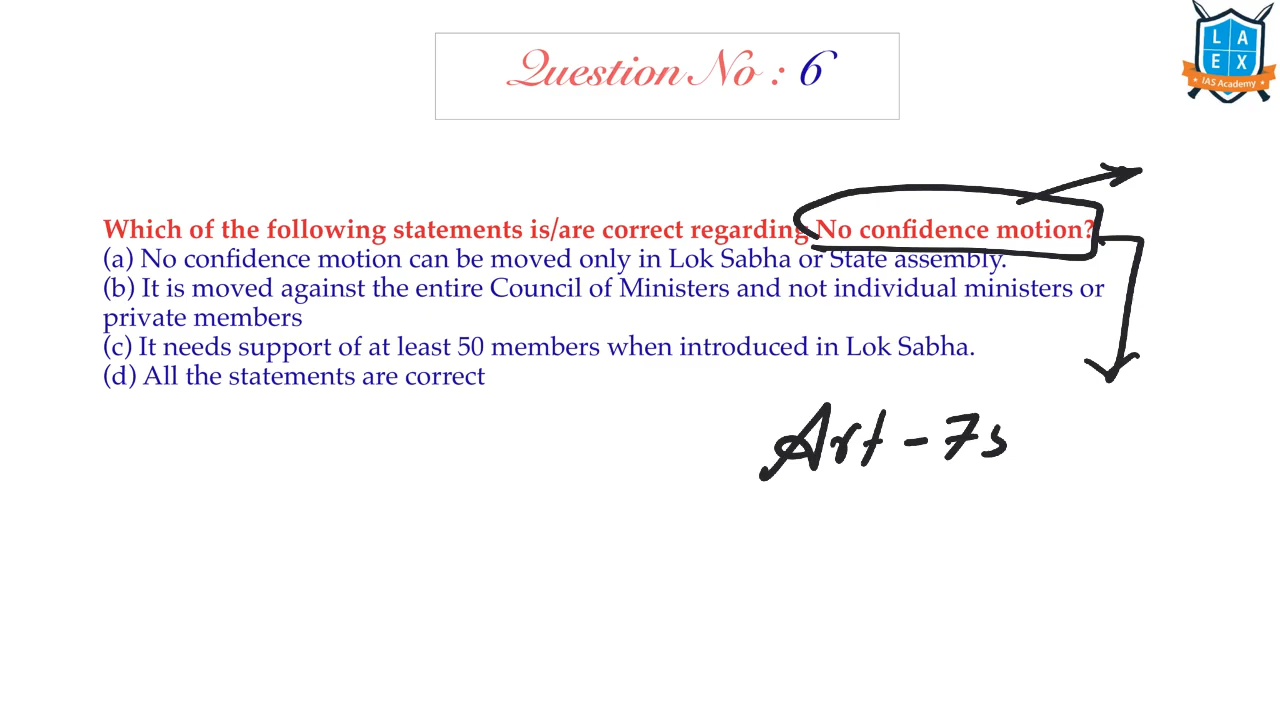 Question No : 6
L A
E X
IAS Academy
Which of the following statements is/are correct regarding No confidence motion?
(a) No confidence motion can be moved only in Lok Sabha or State assembly.
(b) It is moved against the entire Council of Ministers and not individual ministers or
private members
(c) It needs support of at least 50 members when introduced in Lok Sabha.
(d) All the statements are correct
Art - 75